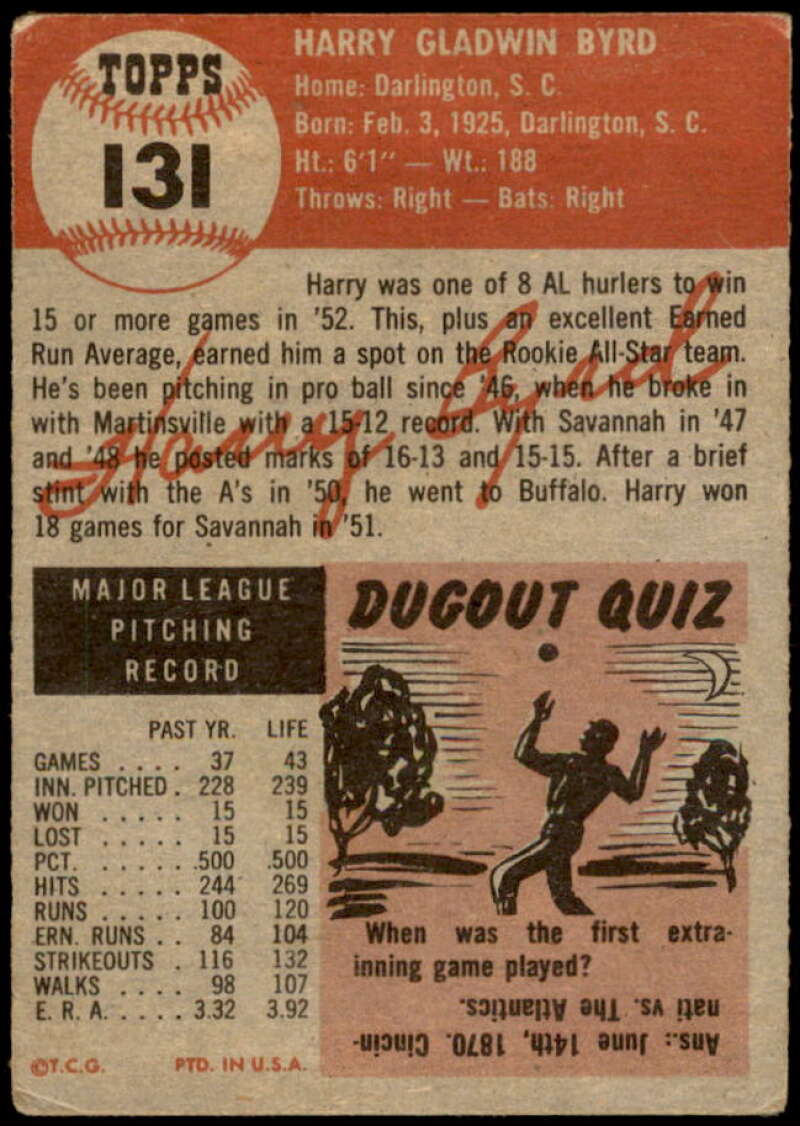 TOPPS
131
HARRY GLADWIN BYRD
Home: Darlington, S. C.
Born: Feb. 3, 1925, Darlington, S. C.
Ht.: 6'1" — Wt.: 188
Throws: Right — Bats: Right
Harry was one of 8 AL hurlers to win
15 or more games in '52. This, plus an excellent Earned
Run Average, earned him a spot on the Rookie All-Star team.
He's been pitching in pro ball since '46, when he broke in
with Martinsville with a 15-12 record. With Savannah in '47
and '48 he posted marks of 16-13 and 15-15. After a brief
stint with the A's in '50, he went to Buffalo. Harry won
18 games for Savannah in '51.
Harry Byrd
MAJOR LEAGUE
PITCHING
RECORD
PAST YR. LIFE
GAMES . . . . 37 43
INN. PITCHED . 228 239
WON . . . . . 15 15
LOST . . . . . 15 15
PCT. . . . . . .500 .500
HITS . . . . . 244 269
RUNS . . . . . 100 120
ERN. RUNS . . 84 104
STRIKEOUTS . 116 132
WALKS . . . . 98 107
E. R. A. . . . . 3.32 3.92
©T.C.G. PTD. IN U.S.A.
DUGOUT QUIZ
When was the first extra-
inning game played?
Ans.: June 14th, 1870. Cincin-
nati vs. The Atlantics.